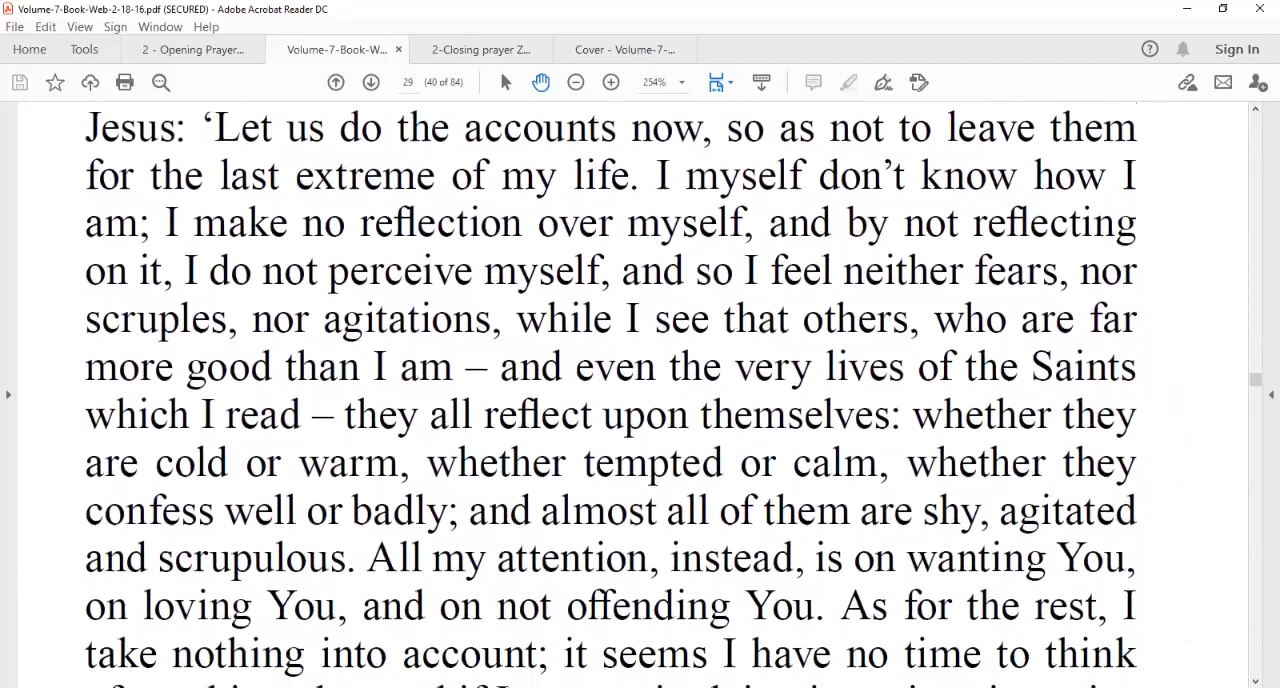 Volume-7-Book-Web-2-18-16.pdf (SECURED) - Adobe Acrobat Reader DC
File Edit View Sign Window Help
Home Tools 2 - Opening Prayer... Volume-7-Book-W... × 2-Closing prayer Z... Cover - Volume-7-... Sign In
29 (40 of 84) 254%
Jesus: ‘Let us do the accounts now, so as not to leave them
for the last extreme of my life. I myself don’t know how I
am; I make no reflection over myself, and by not reflecting
on it, I do not perceive myself, and so I feel neither fears, nor
scruples, nor agitations, while I see that others, who are far
more good than I am – and even the very lives of the Saints
which I read – they all reflect upon themselves: whether they
are cold or warm, whether tempted or calm, whether they
confess well or badly; and almost all of them are shy, agitated
and scrupulous. All my attention, instead, is on wanting You,
on loving You, and on not offending You. As for the rest, I
take nothing into account; it seems I have no time to think